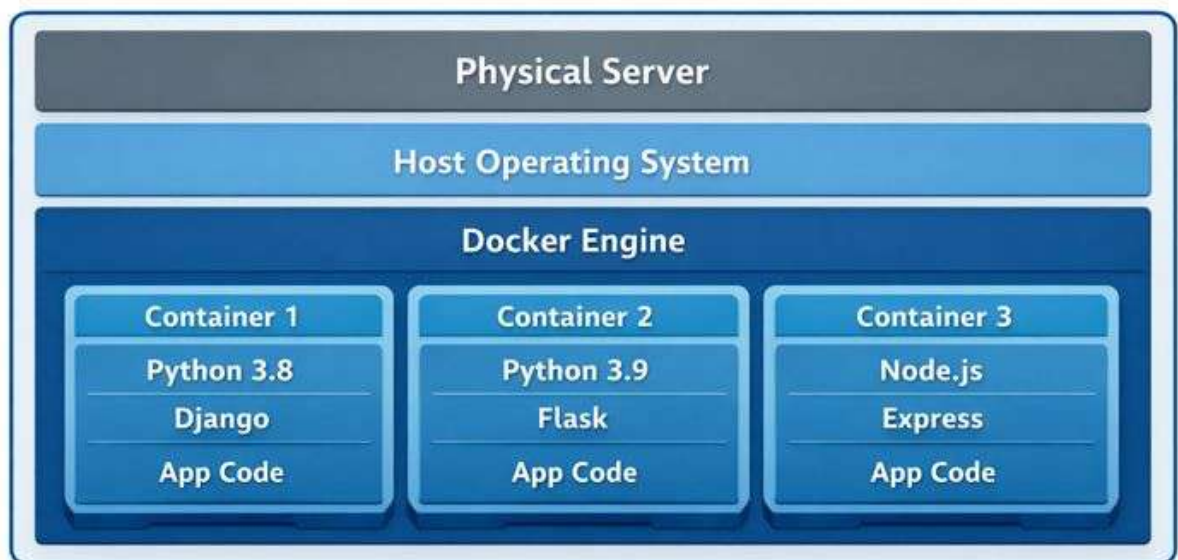 Physical Server
Host Operating System
Docker Engine
Container 1
Python 3.8
Django
App Code
Container 2
Python 3.9
Flask
App Code
Container 3
Node.js
Express
App Code